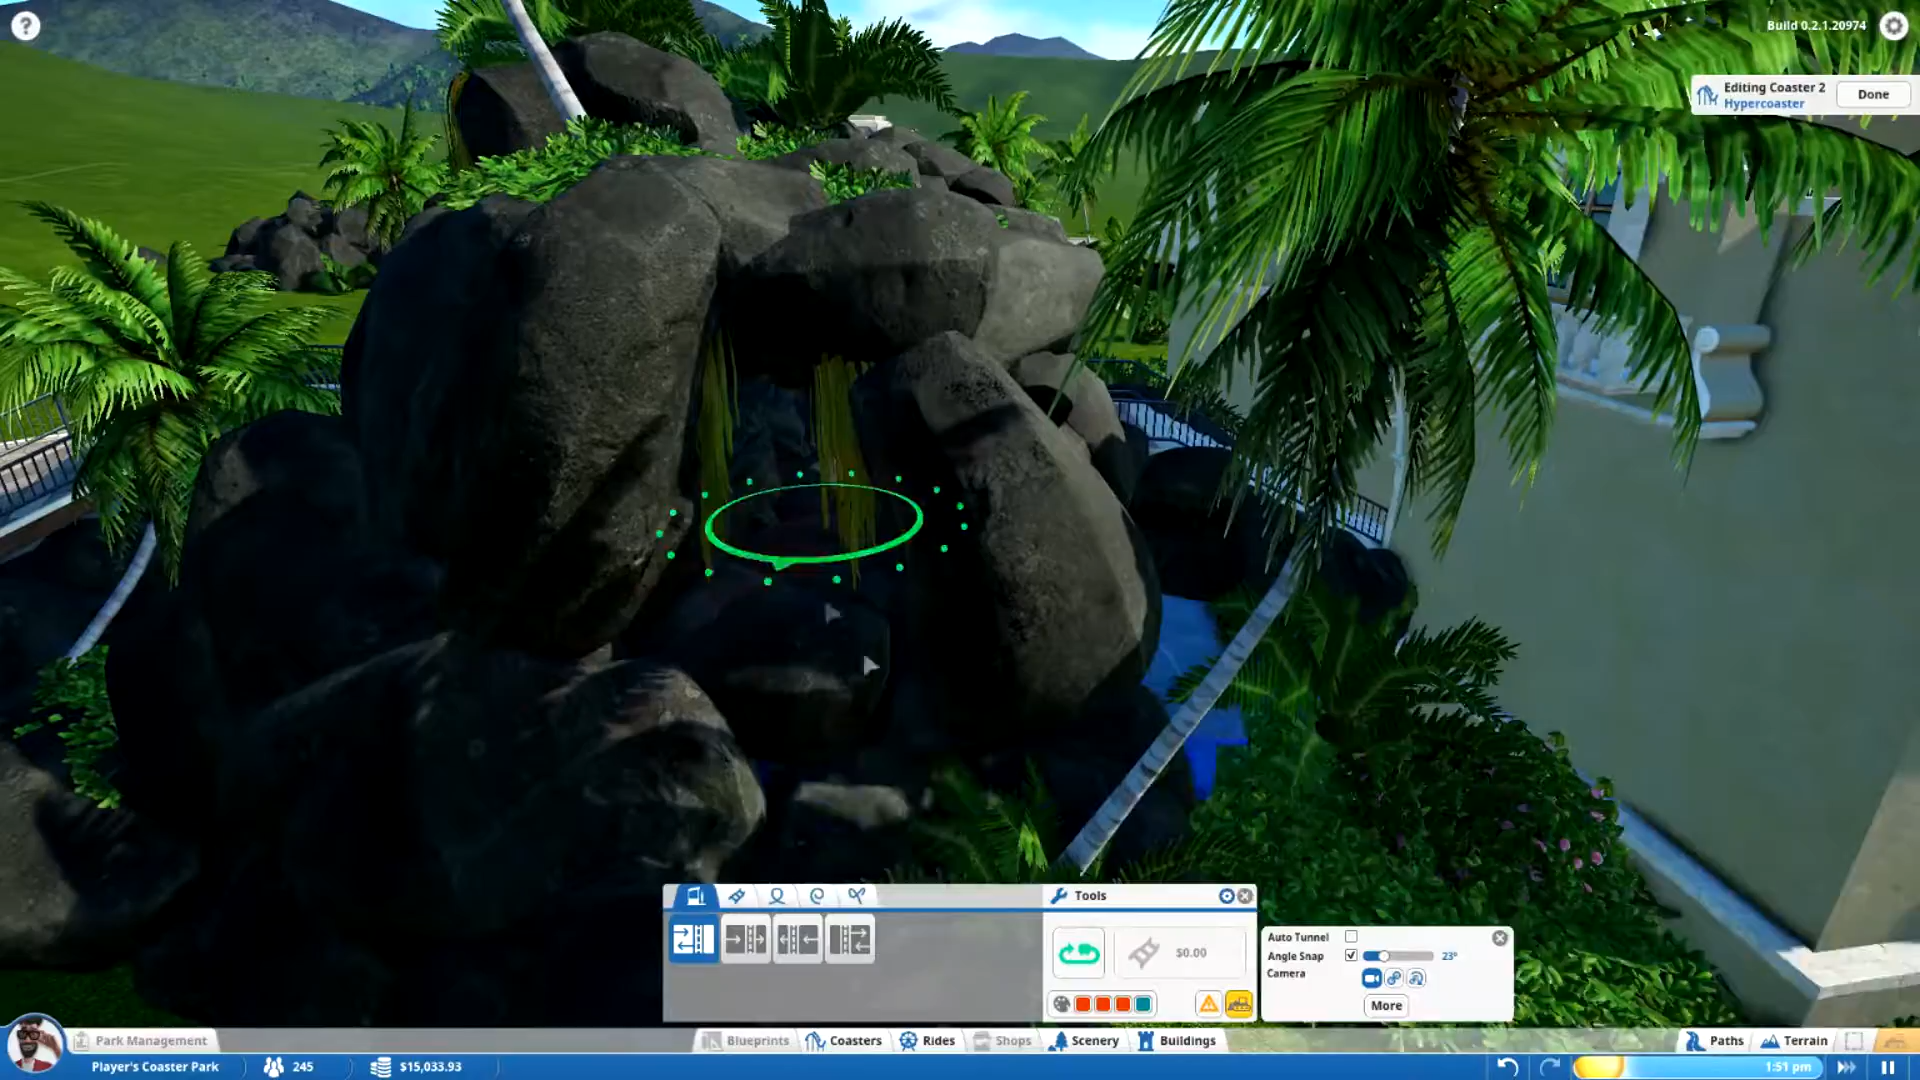 ?
Build 0.2.1.20974
Editing Coaster 2
Hypercoaster
Done
Tools
$0.00
Auto Tunnel
Angle Snap
23°
Camera
More
Park Management
Blueprints
Coasters
Rides
Shops
Scenery
Buildings
Paths
Terrain
Player's Coaster Park
245
$15,033.93
1:51 pm